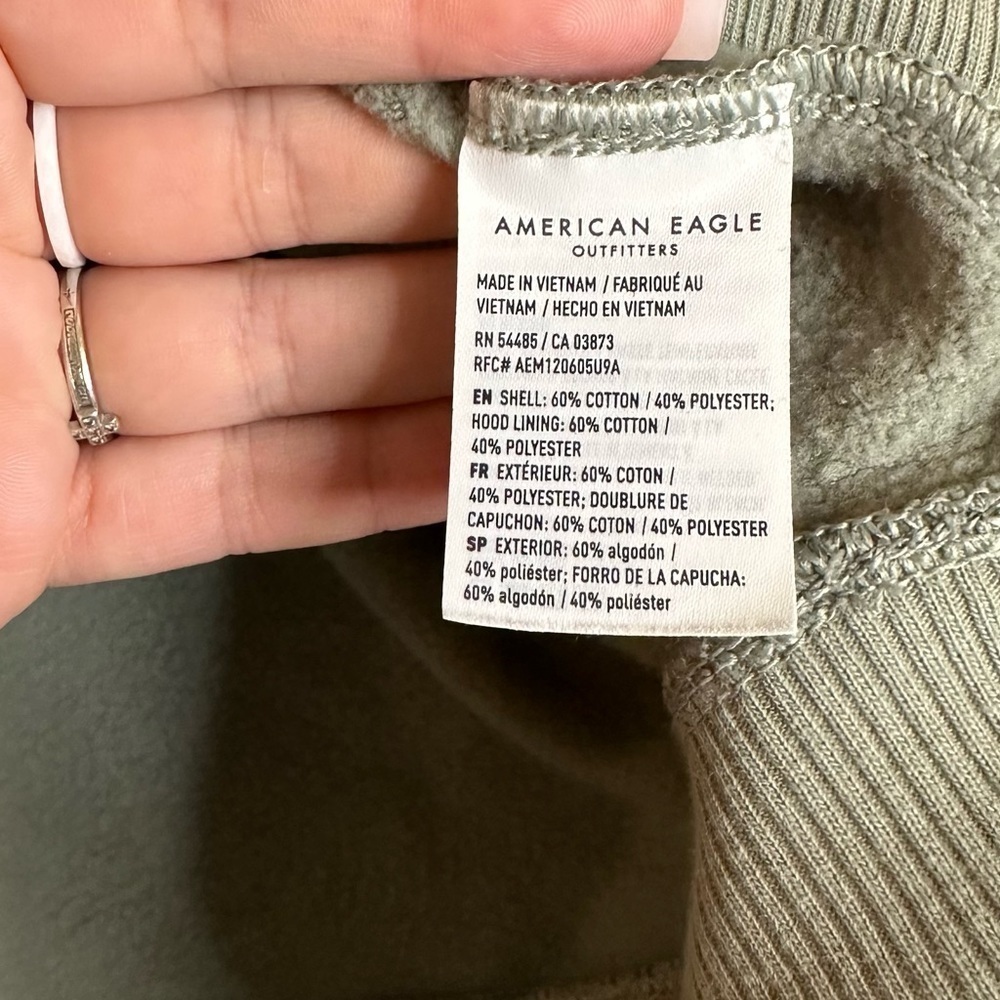 AMERICAN EAGLE
OUTFITTERS
MADE IN VIETNAM / FABRIQUÉ AU
VIETNAM / HECHO EN VIETNAM
RN 54485 / CA 03873
RFC# AEM120605U9A
EN SHELL: 60% COTTON / 40% POLYESTER;
HOOD LINING: 60% COTTON /
40% POLYESTER
FR EXTÉRIEUR: 60% COTON /
40% POLYESTER; DOUBLURE DE
CAPUCHON: 60% COTON / 40% POLYESTER
SP EXTERIOR: 60% algodón /
40% poliéster; FORRO DE LA CAPUCHA:
60% algodón / 40% poliéster